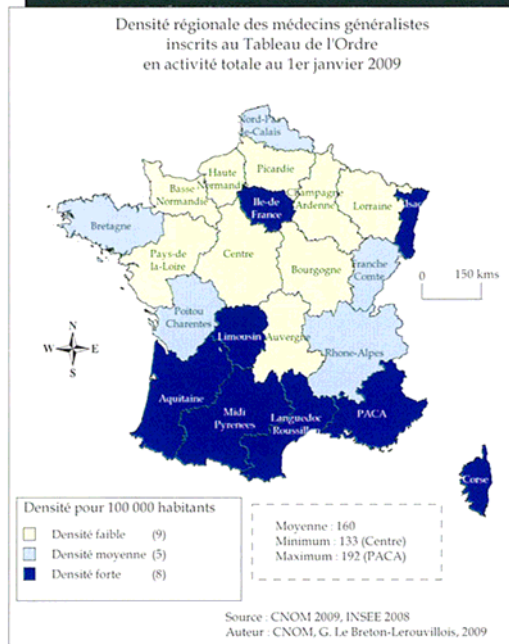 Densité régionale des médecins généralistes
inscrits au Tableau de l'Ordre
en activité totale au 1er janvier 2009
Nord-Pas
de-Calais
Haute
Normandie
Picardie
Basse
Normandie
Ile-de
France
Champagne
Ardenne
Lorraine
Bretagne
Pays-de
la-Loire
Centre
Bourgogne
Franche
Comte
0 150 kms
Poitou
Charentes
Limousin
Auvergne
Rhone-Alpes
N
W E
S
Aquitaine
Midi
Pyrenees
Languedoc
PACA
Corse
Densité pour 100 000 habitants
Densité faible (9)
Densité moyenne (5)
Densité forte (8)
Moyenne : 160
Minimum : 133 (Centre)
Maximum : 192 (PACA)
Source : CNOM 2009, INSEE 2008
Auteur : CNOM, G. Le Breton-Lerouvillois, 2009